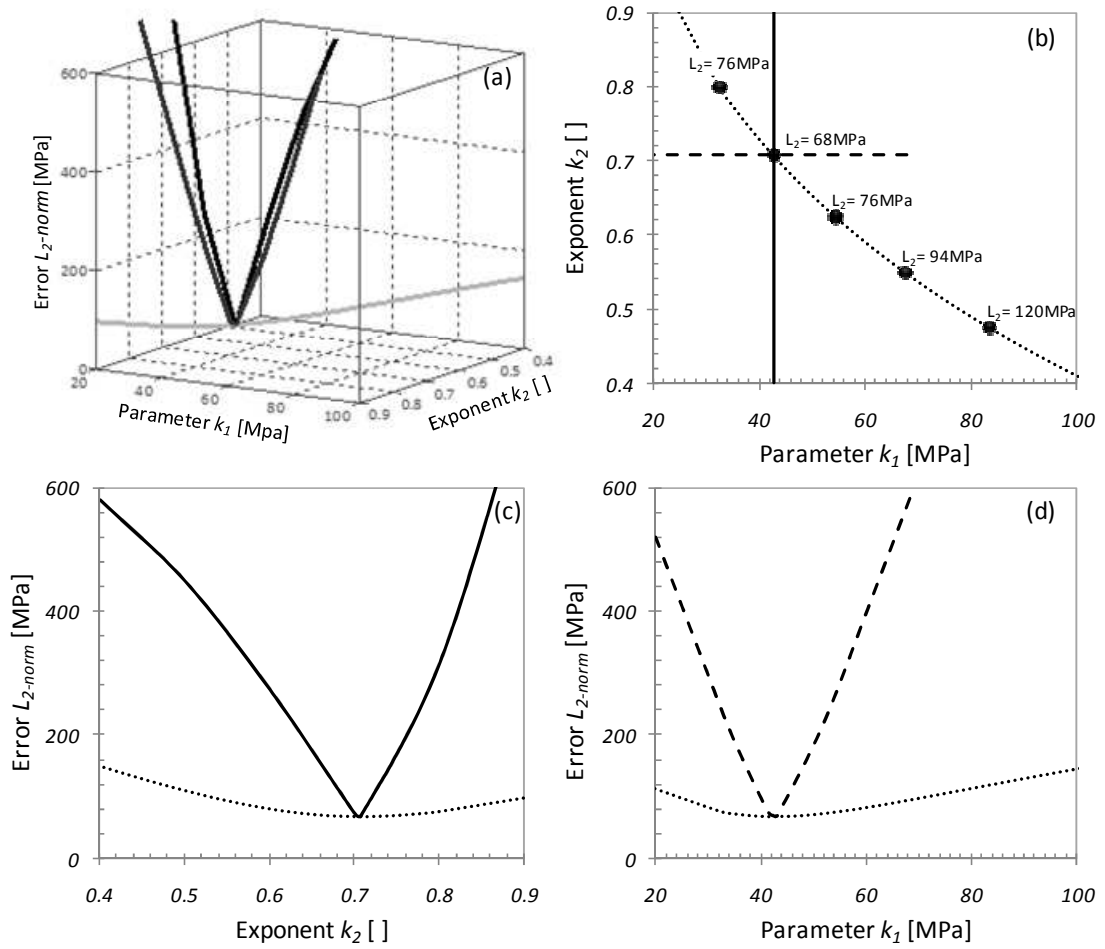 (a)
600
400
200
0
Error L2-norm [MPa]
20
40
60
80
100
Parameter k1 [Mpa]
0.9
0.8
0.7
0.6
0.5
0.4
Exponent k2 [ ]
(b)
0.9
0.8
0.7
0.6
0.5
0.4
Exponent k2 [ ]
L2= 76MPa
L2= 68MPa
L2= 76MPa
L2= 94MPa
L2= 120MPa
20 40 60 80 100
Parameter k1 [MPa]
(c)
600
400
200
0
Error L2-norm [MPa]
0.4 0.5 0.6 0.7 0.8 0.9
Exponent k2 [ ]
(d)
600
400
200
0
Error L2-norm [MPa]
20 40 60 80 100
Parameter k1 [MPa]